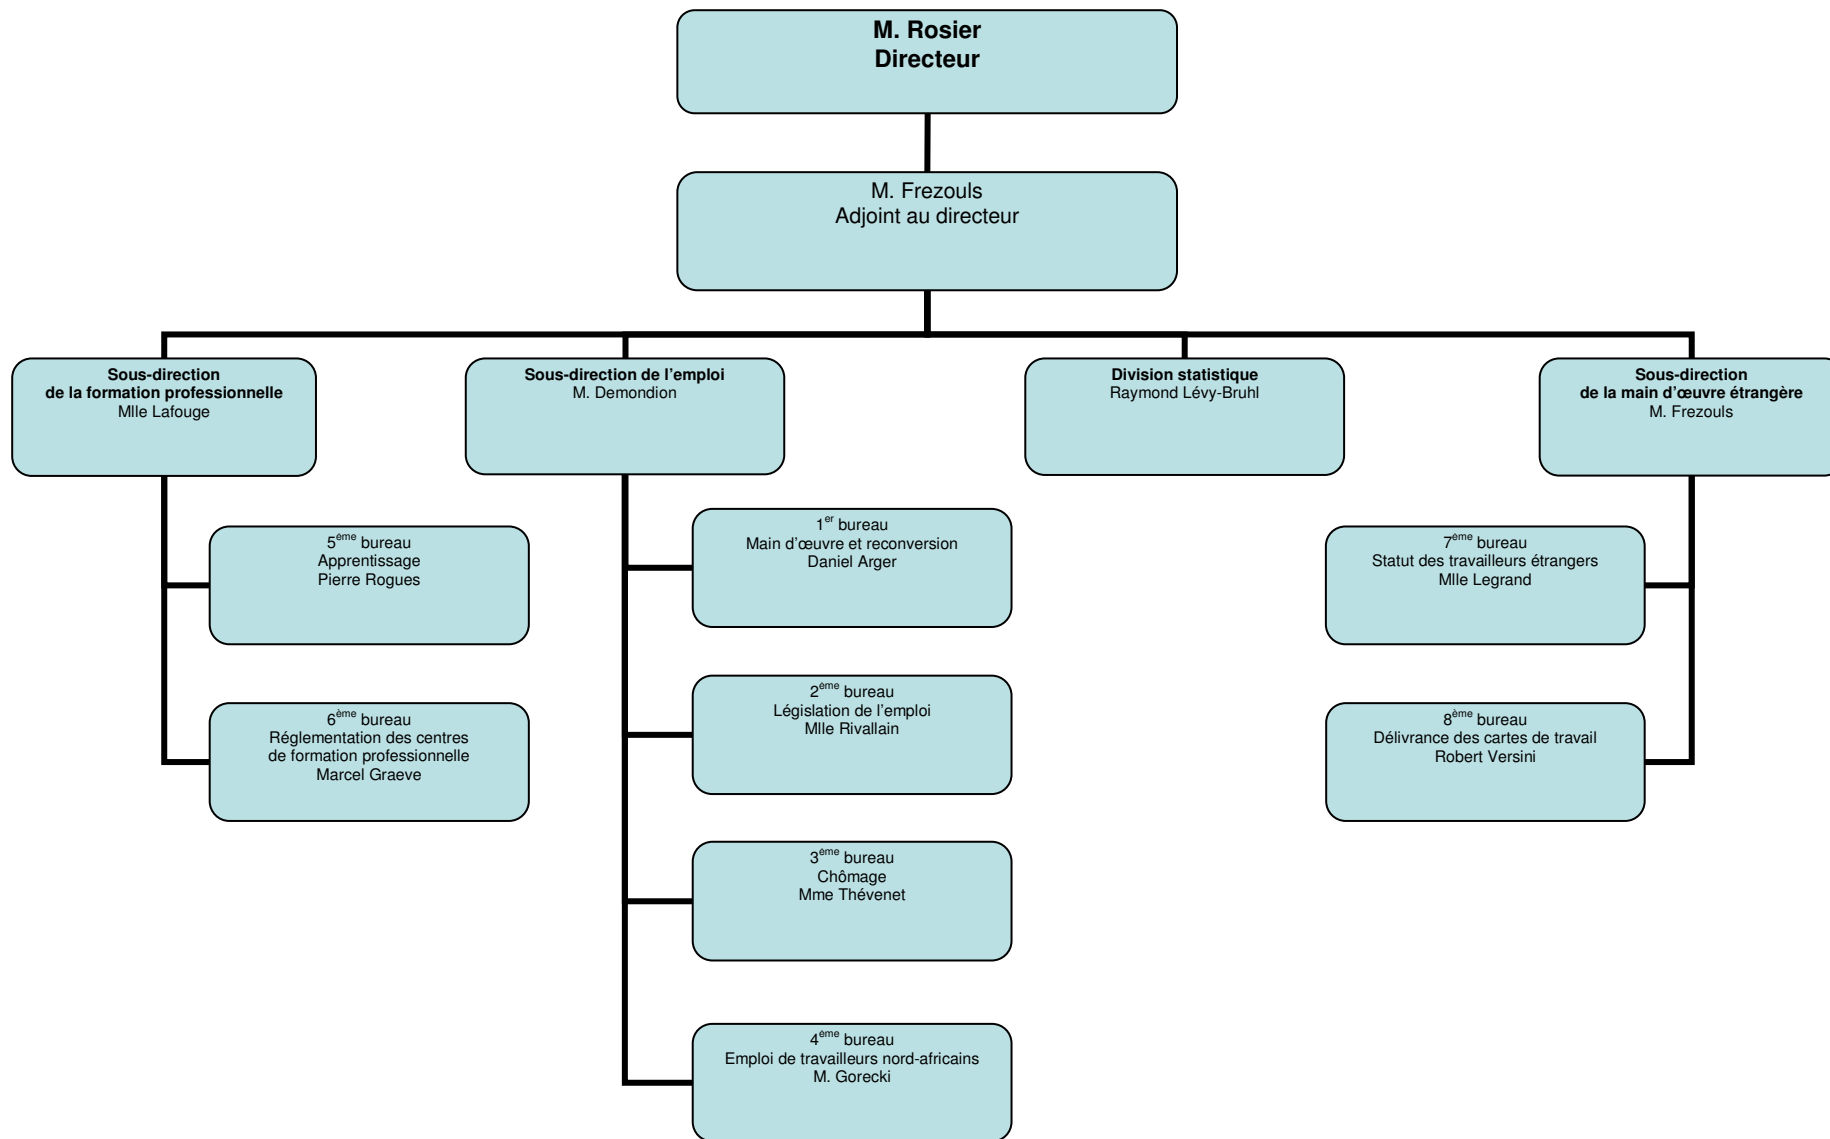 M. Rosier
Directeur
M. Frezouls
Adjoint au directeur
Sous-direction
de la formation professionnelle
Mlle Lafouge
Sous-direction de l’emploi
M. Demondion
Division statistique
Raymond Lévy-Bruhl
Sous-direction
de la main d’œuvre étrangère
M. Frezouls
5ème bureau
Apprentissage
Pierre Rogues
6ème bureau
Réglementation des centres
de formation professionnelle
Marcel Graeve
1er bureau
Main d’œuvre et reconversion
Daniel Arger
2ème bureau
Législation de l’emploi
Mlle Rivallain
3ème bureau
Chômage
Mme Thévenet
4ème bureau
Emploi de travailleurs nord-africains
M. Gorecki
7ème bureau
Statut des travailleurs étrangers
Mlle Legrand
8ème bureau
Délivrance des cartes de travail
Robert Versini